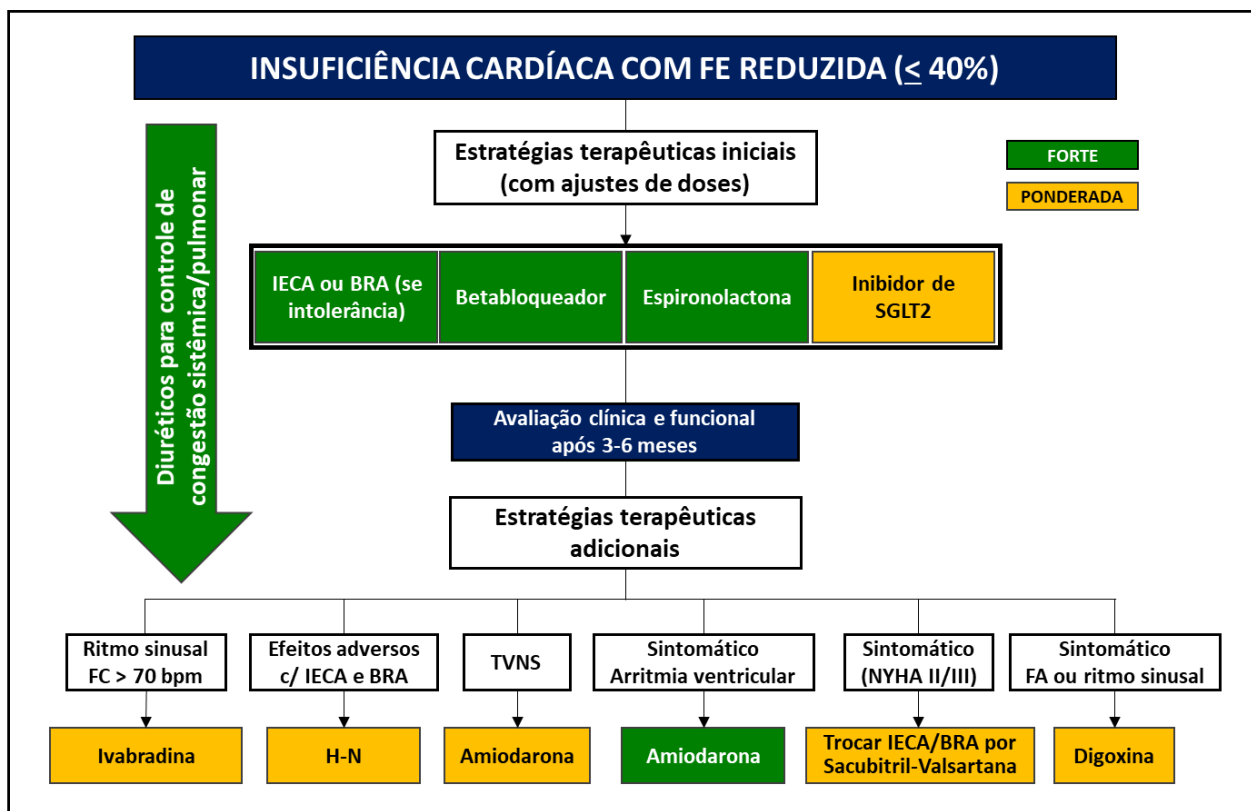 INSUFICIÊNCIA CARDÍACA COM FE REDUZIDA (≤ 40%)
Diuréticos para controle de
congestão sistêmica/pulmonar
Estratégias terapêuticas iniciais
(com ajustes de doses)
FORTE
PONDERADA
IECA ou BRA (se
intolerância)
Betabloqueador
Espironolactona
Inibidor de
SGLT2
Avaliação clínica e funcional
após 3-6 meses
Estratégias terapêuticas
adicionais
Ritmo sinusal
FC > 70 bpm
Efeitos adversos
c/ IECA e BRA
TVNS
Sintomático
Arritmia ventricular
Sintomático
(NYHA II/III)
Sintomático
FA ou ritmo sinusal
Ivabradina
H-N
Amiodarona
Amiodarona
Trocar IECA/BRA por
Sacubitril-Valsartana
Digoxina